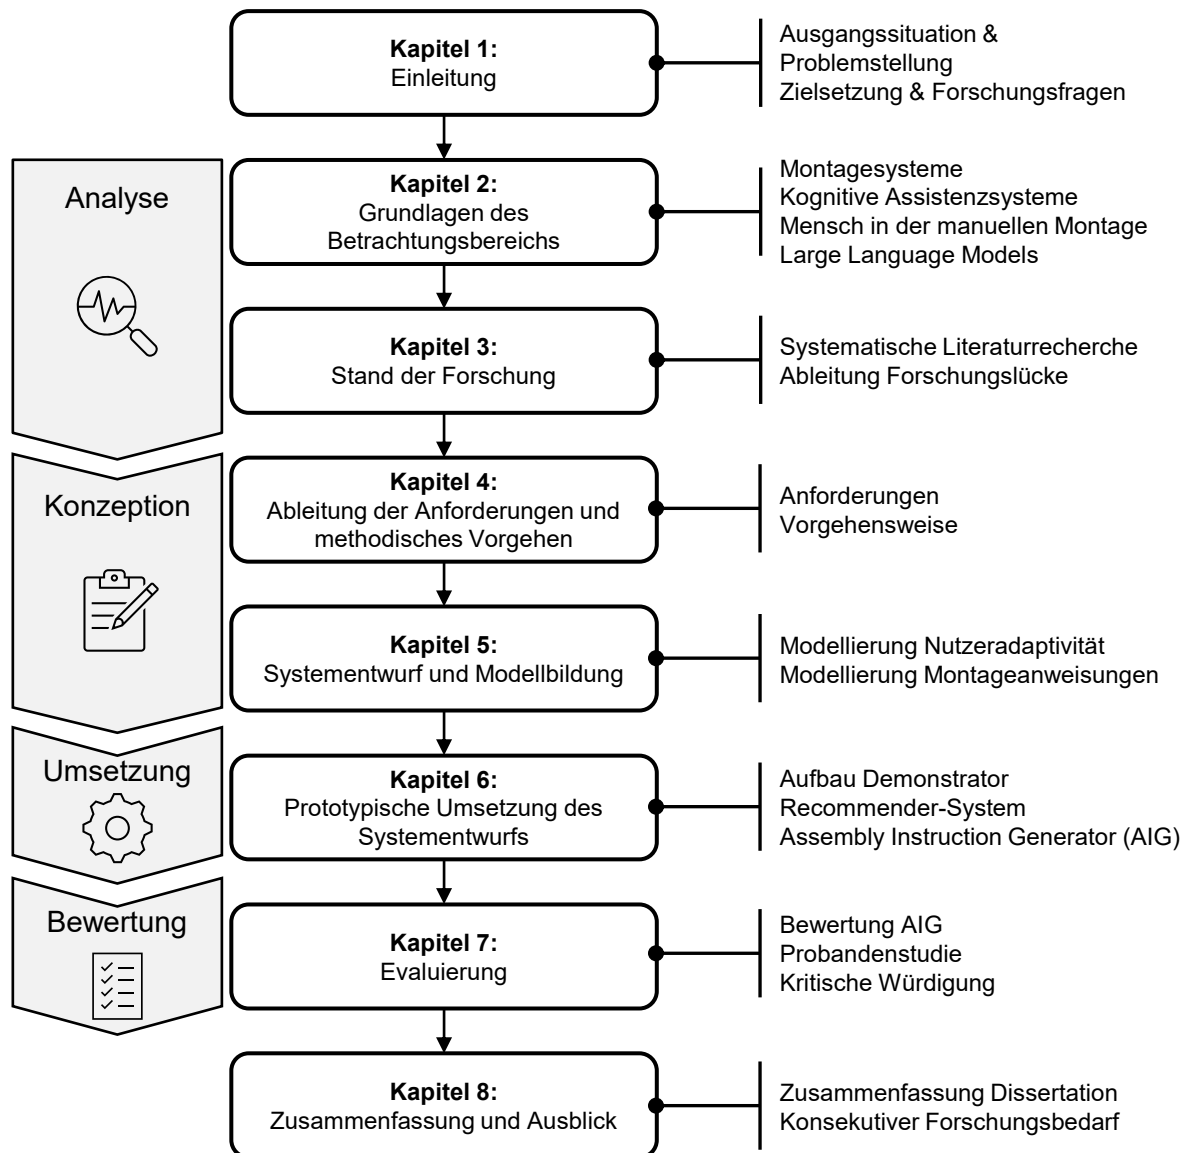 Kapitel 1:
Einleitung
Ausgangssituation &
Problemstellung
Zielsetzung & Forschungsfragen
Analyse
Kapitel 2:
Grundlagen des
Betrachtungsbereichs
Montagesysteme
Kognitive Assistenzsysteme
Mensch in der manuellen Montage
Large Language Models
Kapitel 3:
Stand der Forschung
Systematische Literaturrecherche
Ableitung Forschungslücke
Konzeption
Kapitel 4:
Ableitung der Anforderungen und
methodisches Vorgehen
Anforderungen
Vorgehensweise
Kapitel 5:
Systementwurf und Modellbildung
Modellierung Nutzeradaptivität
Modellierung Montageanweisungen
Umsetzung
Kapitel 6:
Prototypische Umsetzung des
Systementwurfs
Aufbau Demonstrator
Recommender-System
Assembly Instruction Generator (AIG)
Bewertung
Kapitel 7:
Evaluierung
Bewertung AIG
Probandenstudie
Kritische Würdigung
Kapitel 8:
Zusammenfassung und Ausblick
Zusammenfassung Dissertation
Konsekutiver Forschungsbedarf